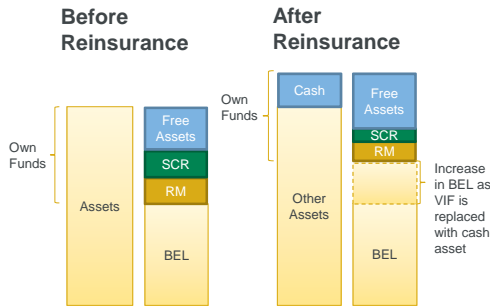 Before
Reinsurance
After
Reinsurance
Own
Funds
Assets
Free
Assets
SCR
RM
BEL
Own
Funds
Cash
Other
Assets
Free
Assets
SCR
RM
BEL
Increase
in BEL as
VIF is
replaced
with cash
asset